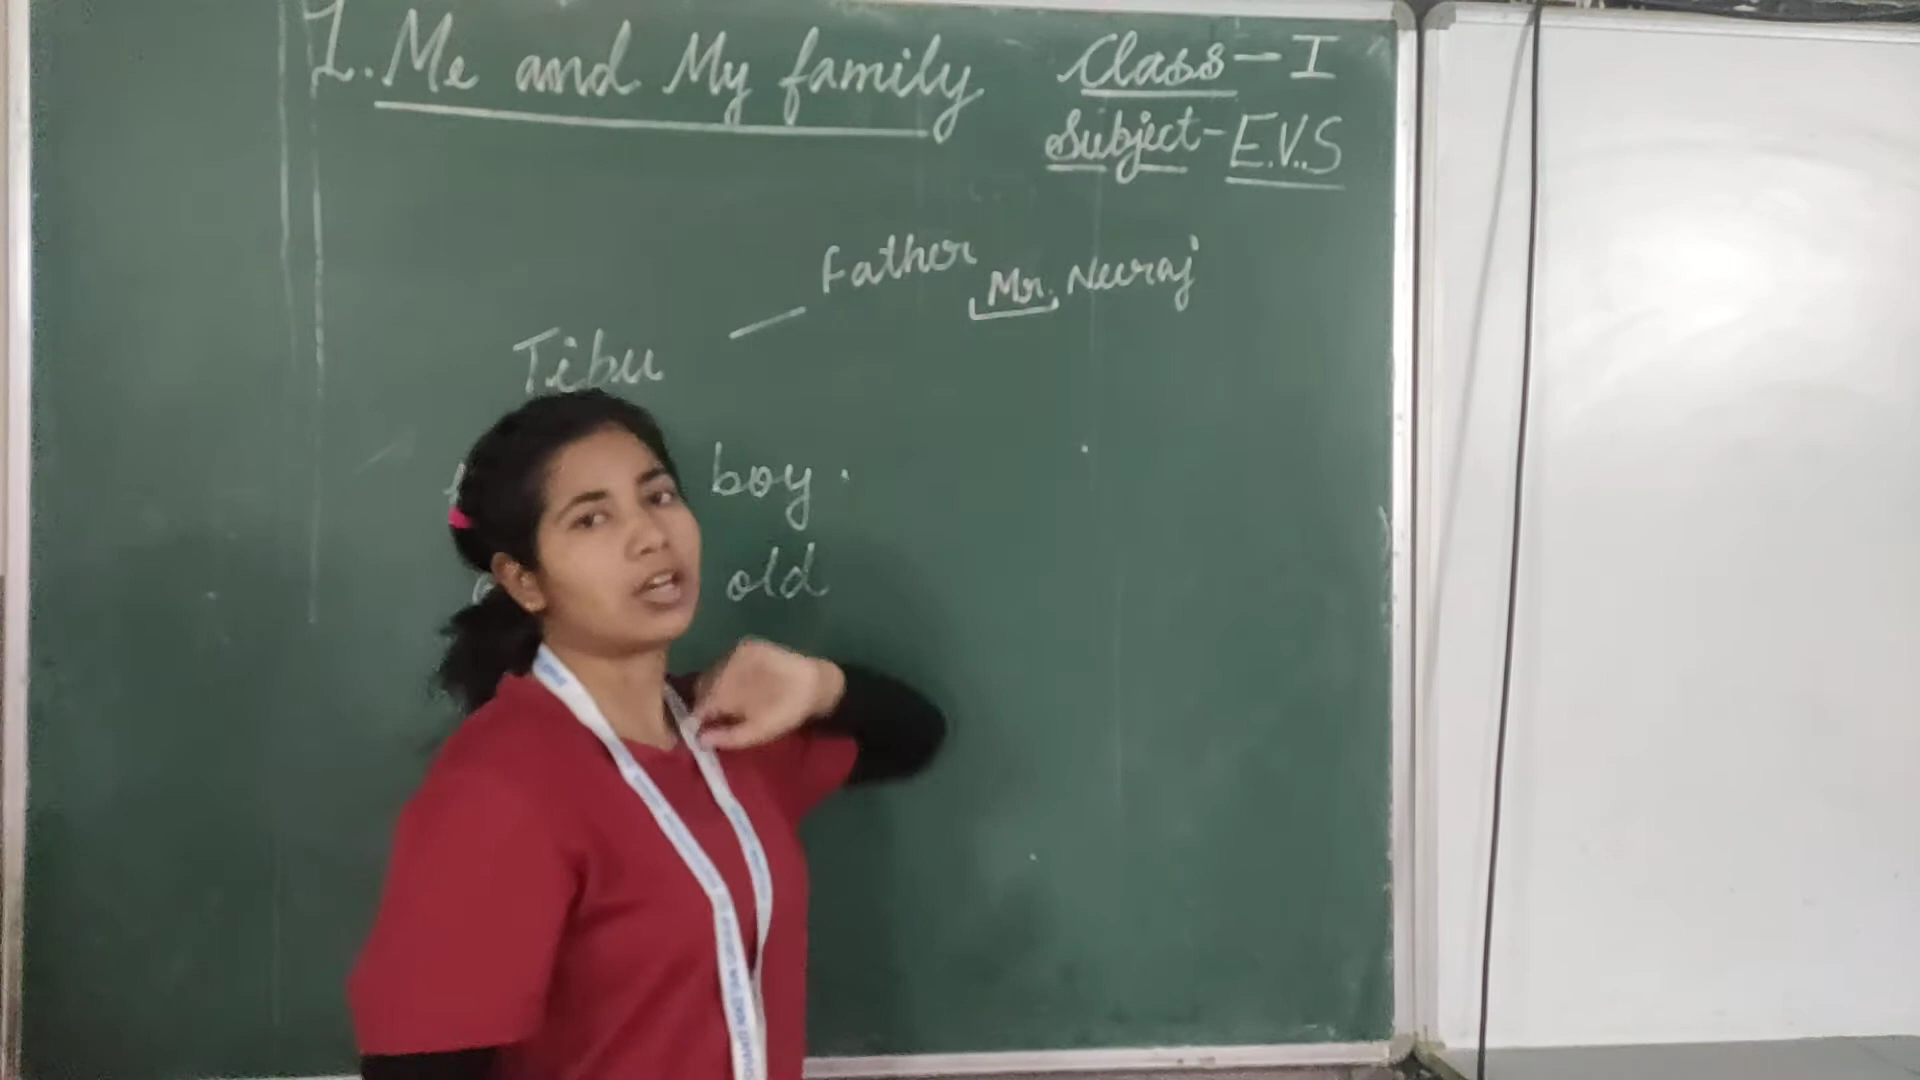 1. Me and My family
Class - I
Subject - E.V.S
Father
Mr. Neeraj
Tibu
boy.
old